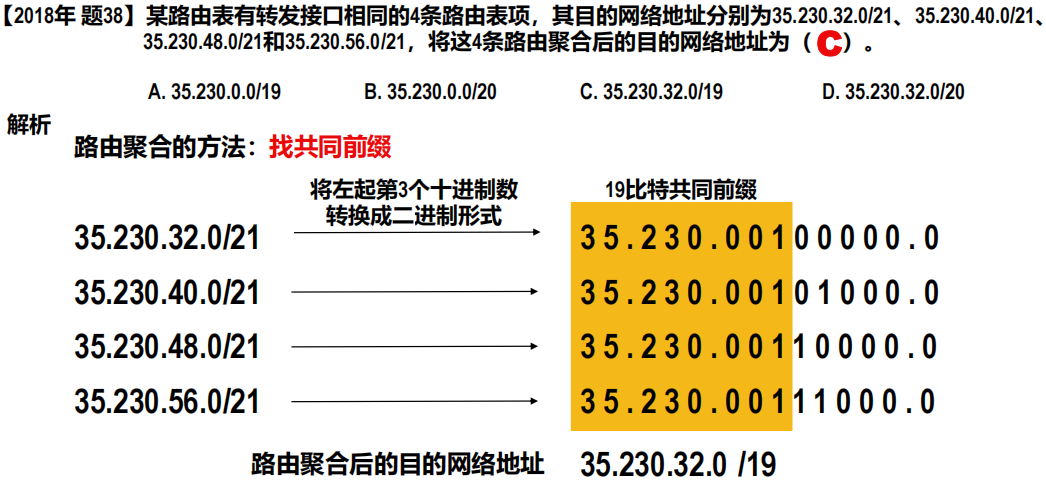 【2018年 题38】某路由表有转发接口相同的4条路由表项，其目的网络地址分别为35.230.32.0/21、35.230.40.0/21、
35.230.48.0/21和35.230.56.0/21，将这4条路由聚合后的目的网络地址为（C）。
A. 35.230.0.0/19 B. 35.230.0.0/20 C. 35.230.32.0/19 D. 35.230.32.0/20
解析
路由聚合的方法：找共同前缀
将左起第3个十进制数
转换成二进制形式
19比特共同前缀
35.230.32.0/21 35.230.00100000.0
35.230.40.0/21 35.230.00101000.0
35.230.48.0/21 35.230.00110000.0
35.230.56.0/21 35.230.00111000.0
路由聚合后的目的网络地址 35.230.32.0 /19